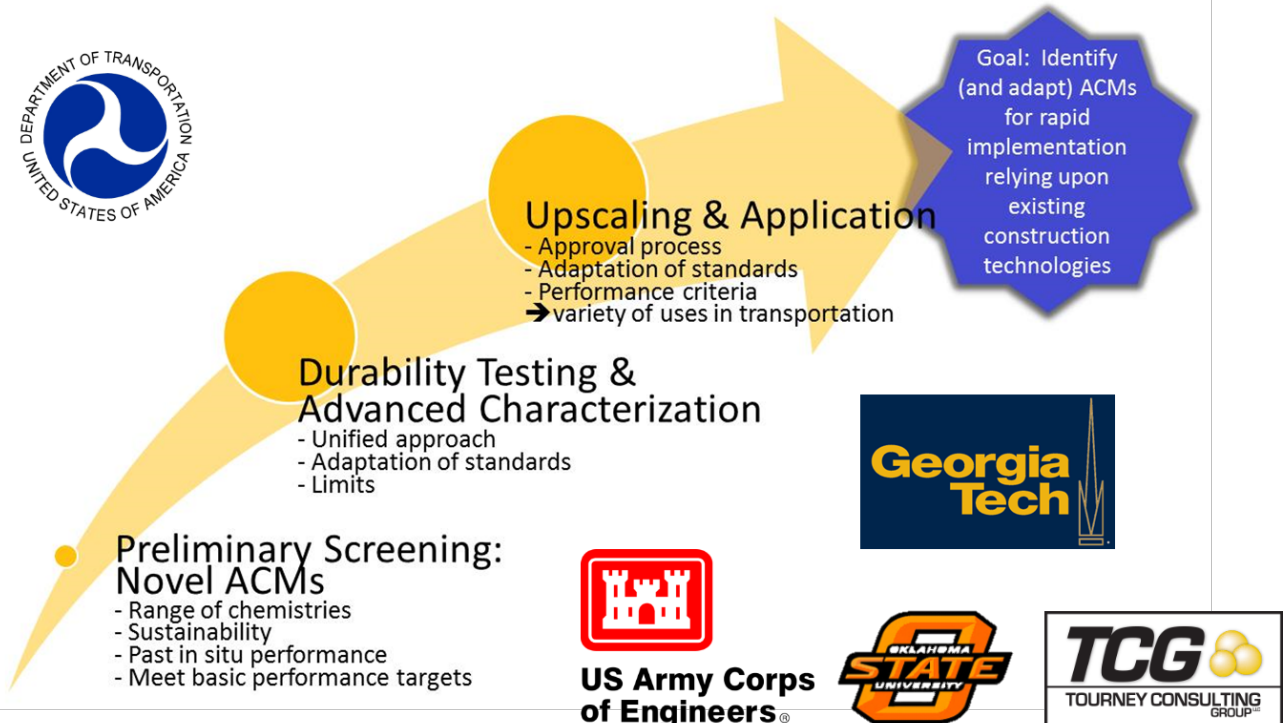 DEPARTMENT OF TRANSPORTATION
UNITED STATES OF AMERICA
Goal: Identify
(and adapt) ACMs
for rapid
implementation
relying upon
existing
construction
technologies
Upscaling & Application
- Approval process
- Adaptation of standards
- Performance criteria
➔variety of uses in transportation
Durability Testing &
Advanced Characterization
- Unified approach
- Adaptation of standards
- Limits
Georgia
Tech
Preliminary Screening:
Novel ACMs
- Range of chemistries
- Sustainability
- Past in situ performance
- Meet basic performance targets
US Army Corps
of Engineers®
OKLAHOMA
STATE
UNIVERSITY
TCG
TOURNEY CONSULTING
GROUP LLC